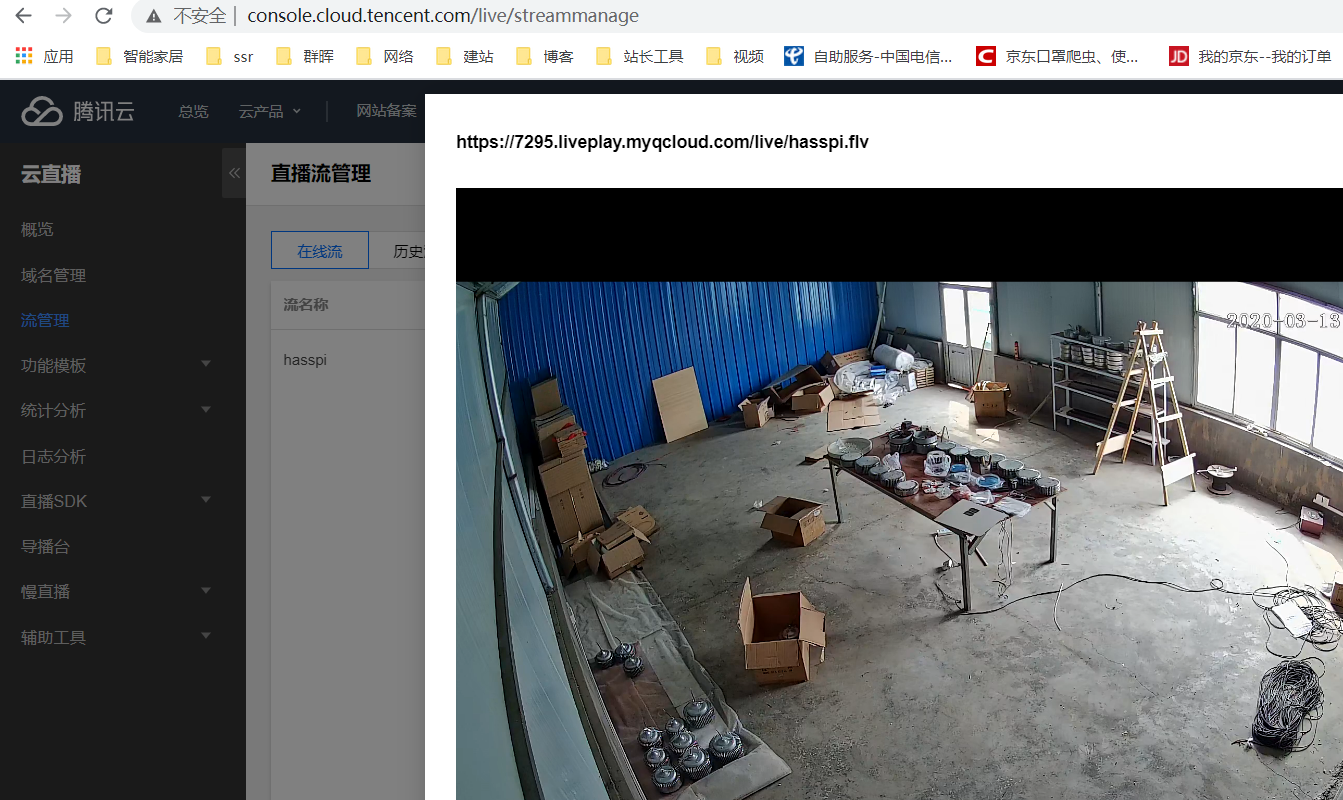 不安全 | console.cloud.tencent.com/live/streammanage
应用 智能家居 ssr 群晖 网络 建站 博客 站长工具 视频 自助服务-中国电信... 京东口罩爬虫、使... JD 我的京东--我的订单
腾讯云 总览 云产品 网站备案
https://7295.liveplay.myqcloud.com/live/hasspi.flv
云直播
直播流管理
概览
在线流 历史
域名管理
流名称
流管理
2020-03-13
hasspi
功能模板
统计分析
日志分析
直播SDK
导播台
慢直播
辅助工具